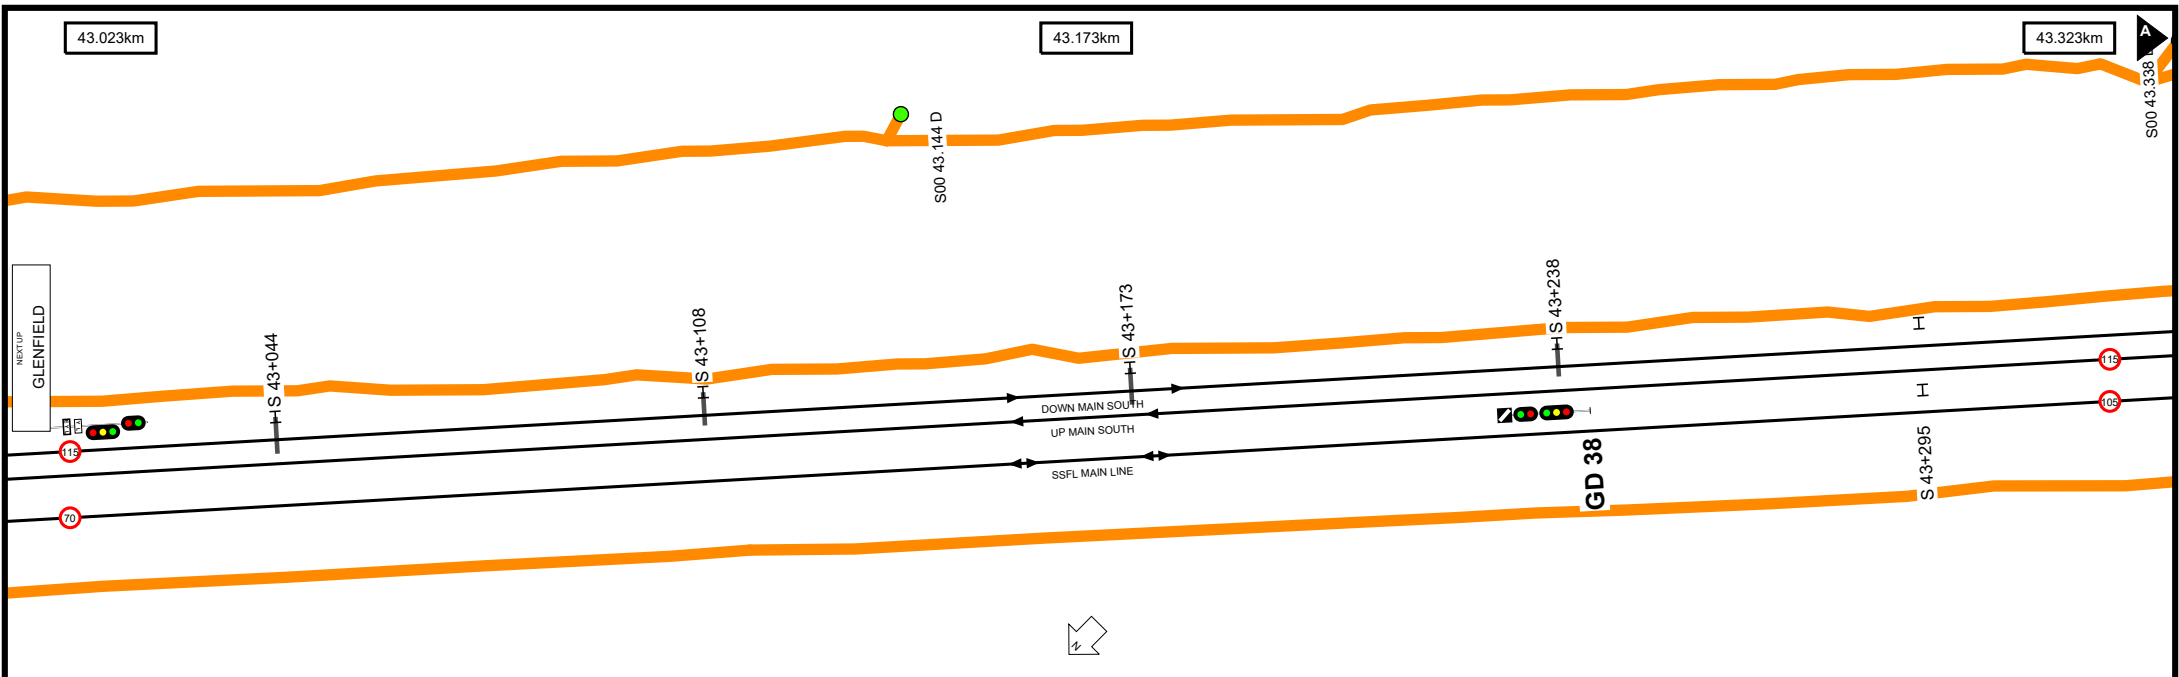 43.023km
43.173km
43.323km
A
S00 43.144 D
S00 43.338
NEXT UP
GLENFIELD
S 43+044
S 43+108
S 43+173
S 43+238
115
DOWN MAIN SOUTH
UP MAIN SOUTH
SSFL MAIN LINE
115
105
70
GD 38
S 43+295
N